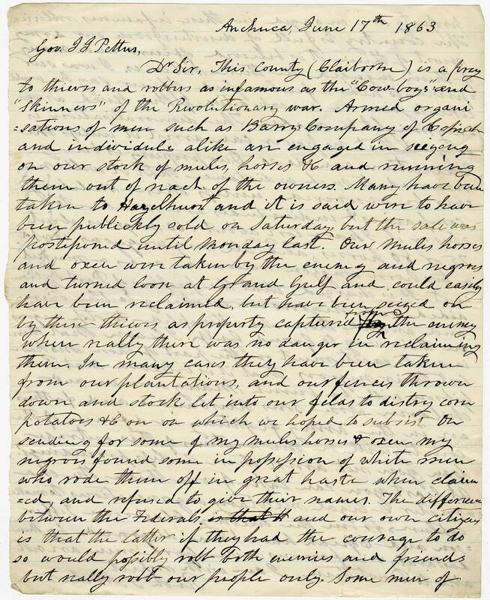 Anchuca, June 17th 1863
Gov. J J Pettus,
Dr Sir, This County (Claiborne) is a prey
to thieves and robbers as infamous as the "Cowboys" and
"Skinners" of the Revolutionary war. Armed organi
=sations of men such as Barrys Company of Copiah
and individuls alike are engaged in seizeing
on our stock of mules, horses &c and running
them out of reach of the owners. Many have been
taken to Hazelhurst and it is said were to have
been publickly sold on Saturday, but the sale was
postponed until Monday last. Our mules horses
and oxen were taken by the enemy and negroes
and turned loose at Grand Gulf and could easily
have been reclaimed, but have been seized on
by these thieves as property captured from the enemy
when really there was no danger in reclaiming
them. In many cases they have been taken
from our plantations, and our fences thrown
down and stock let into our fields to distroy corn
potatoes &c on which we hoped to subsist. On
sending for some of my mules horses & oxen my
negroes found some in possession of white men
who rode them off in great haste when claim
=ed, and refused to give their names. The difference
between the Federals, is that and our own citizens
is that the latter if they had the courage to do
so would possibly rob both enemies and friends
but really rob our people only. Some men of